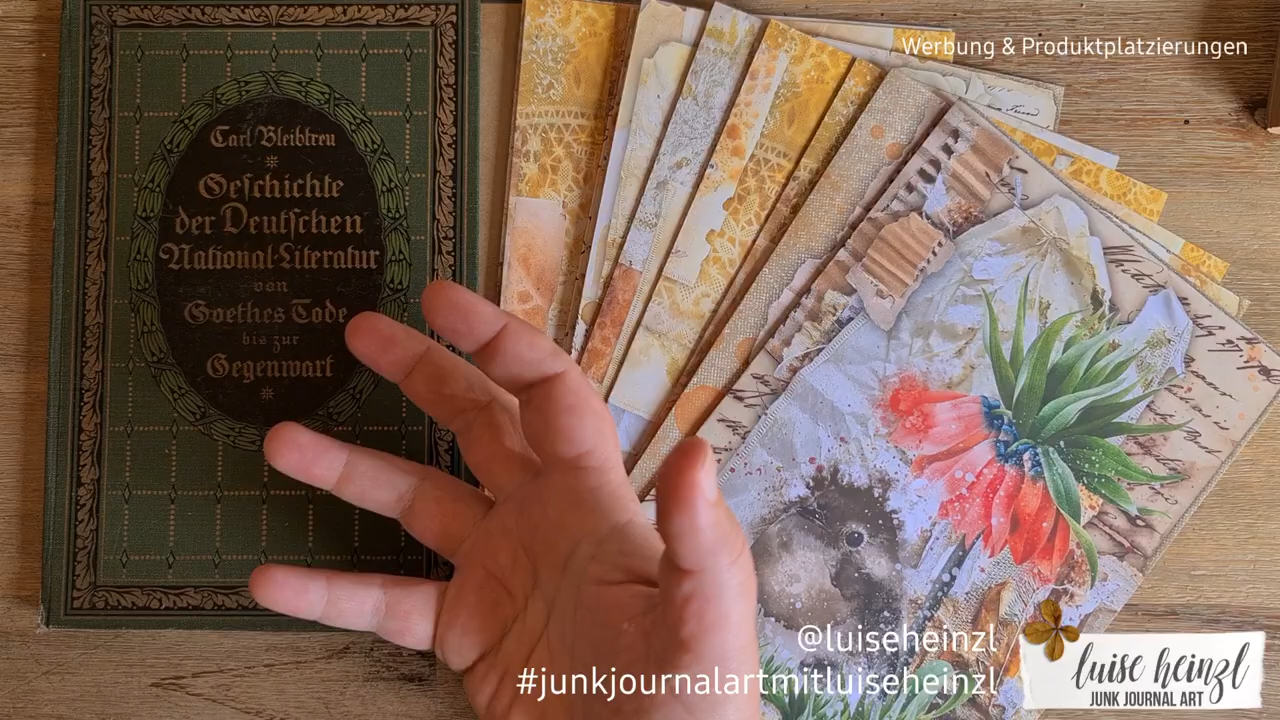 Werbung & Produktplatzierungen
Carl Bleibtreu
Geschichte
der Deutschen
National-Literatur
von
Goethes Tode
bis zur
Gegenwart
@luiseheinzl
#junkjournalartmitluiseheinzl
luise heinzl
JUNK JOURNAL ART